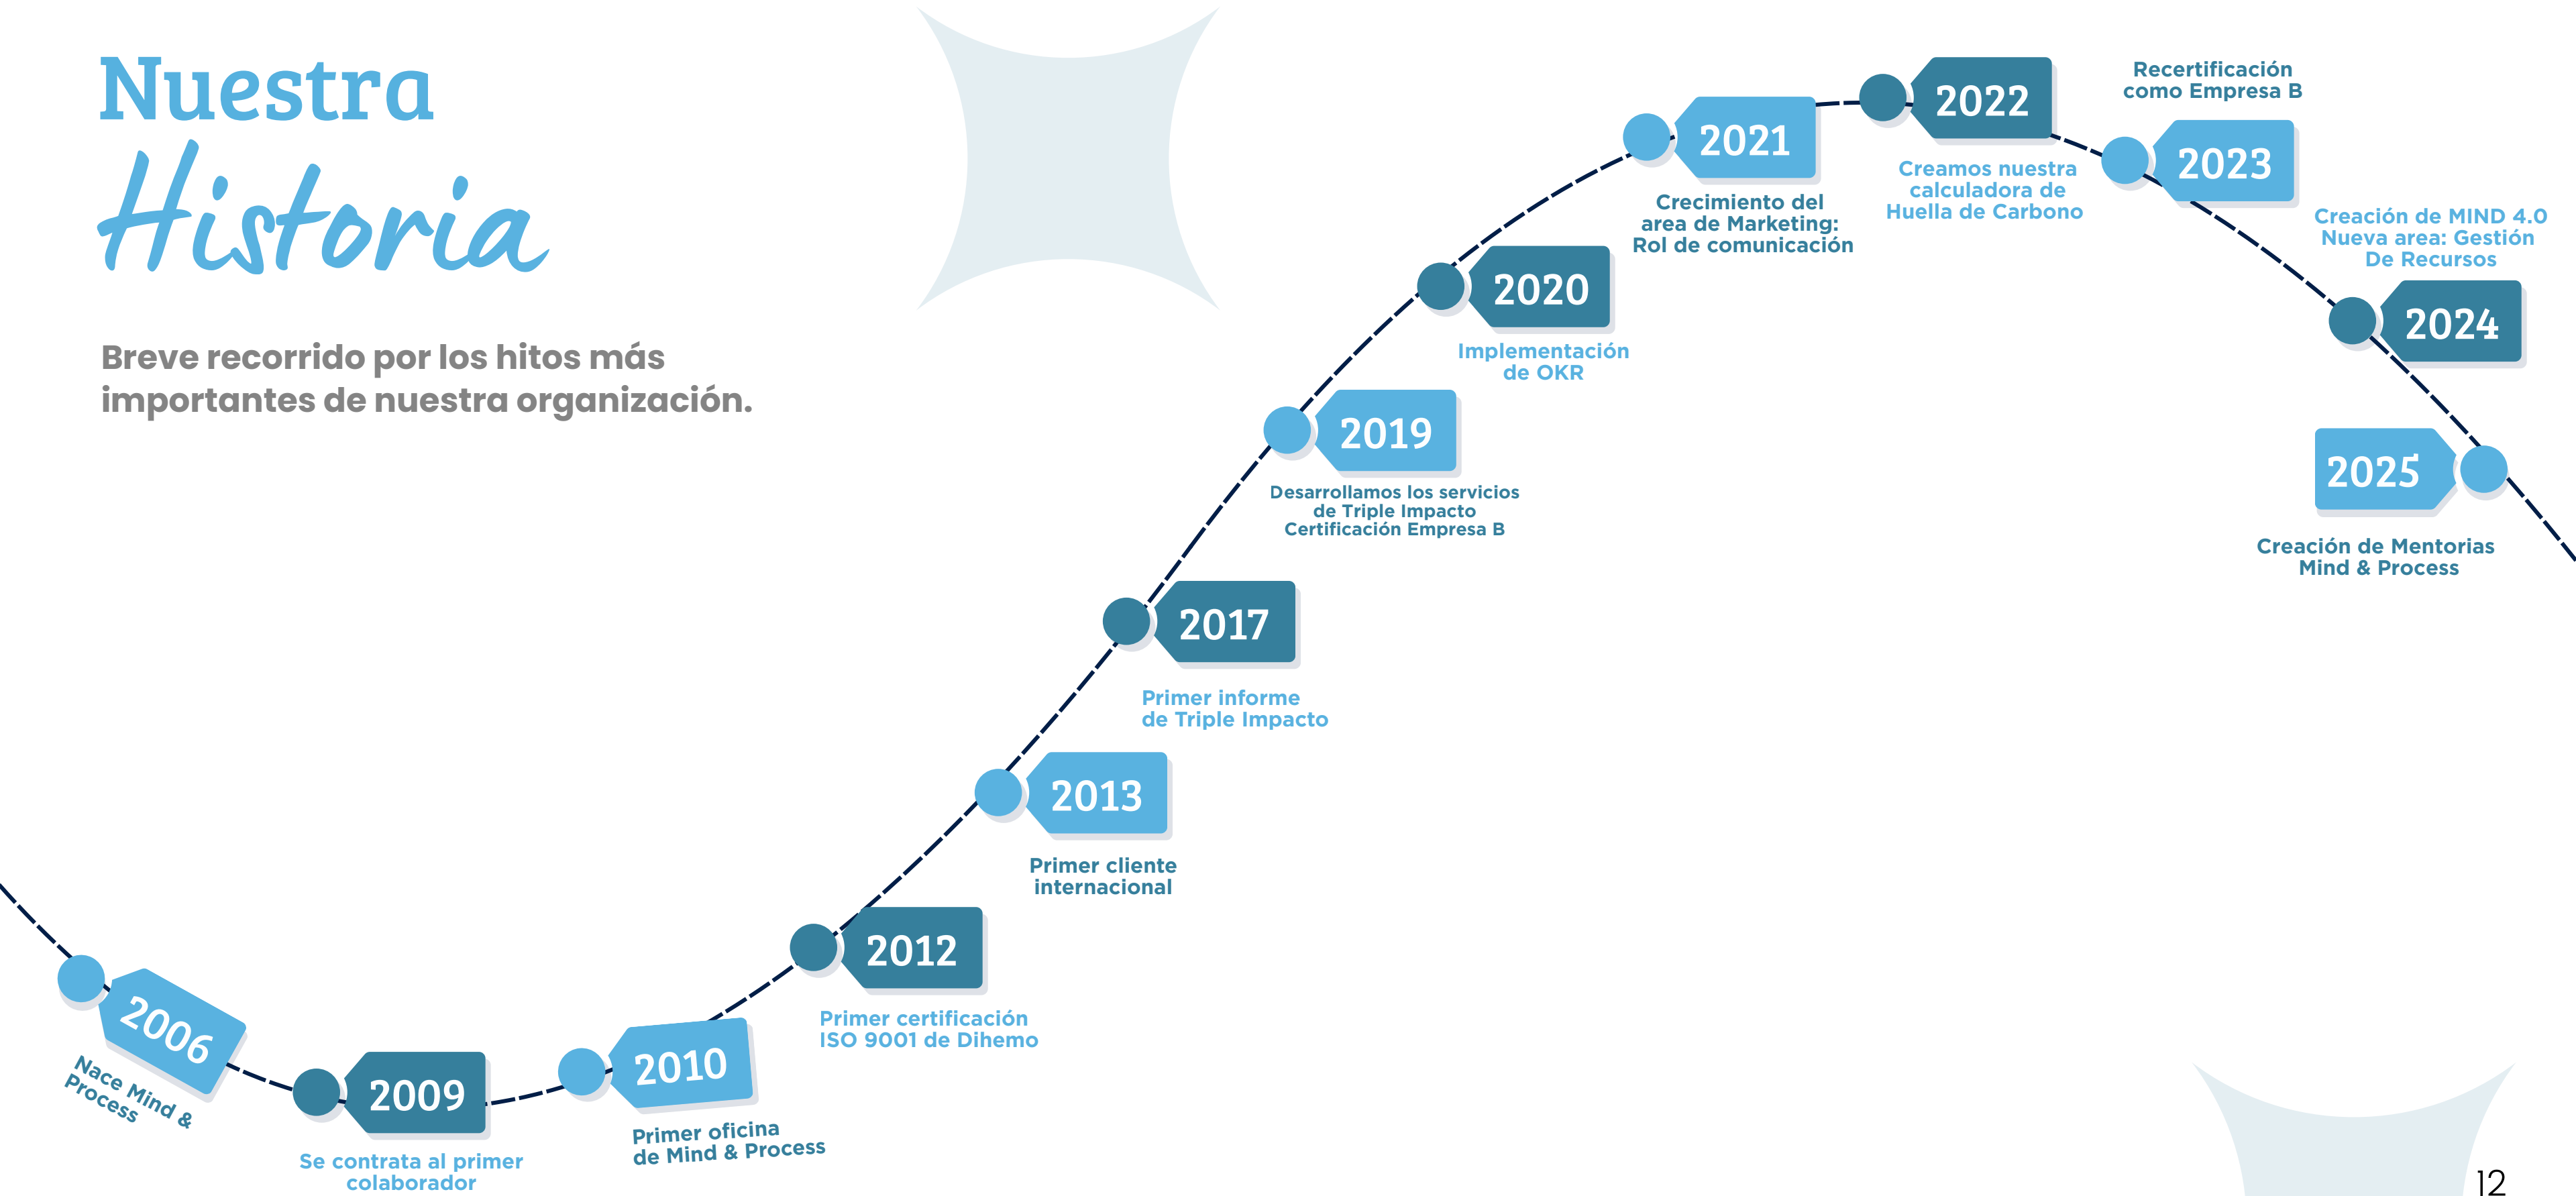 Nuestra
Historia
Breve recorrido por los hitos más
importantes de nuestra organización.
2006
Nace Mind &
Process
2009
Se contrata al primer
colaborador
2010
Primer oficina
de Mind & Process
2012
Primer certificación
ISO 9001 de Dihemo
2013
Primer cliente
internacional
2017
Primer informe
de Triple Impacto
2019
Desarrollamos los servicios
de Triple Impacto
Certificación Empresa B
2020
Implementación
de OKR
2021
Crecimiento del
area de Marketing:
Rol de comunicación
2022
Creamos nuestra
calculadora de
Huella de Carbono
Recertificación
como Empresa B
2023
Creación de MIND 4.0
Nueva area: Gestión
De Recursos
2024
2025
Creación de Mentorias
Mind & Process
12